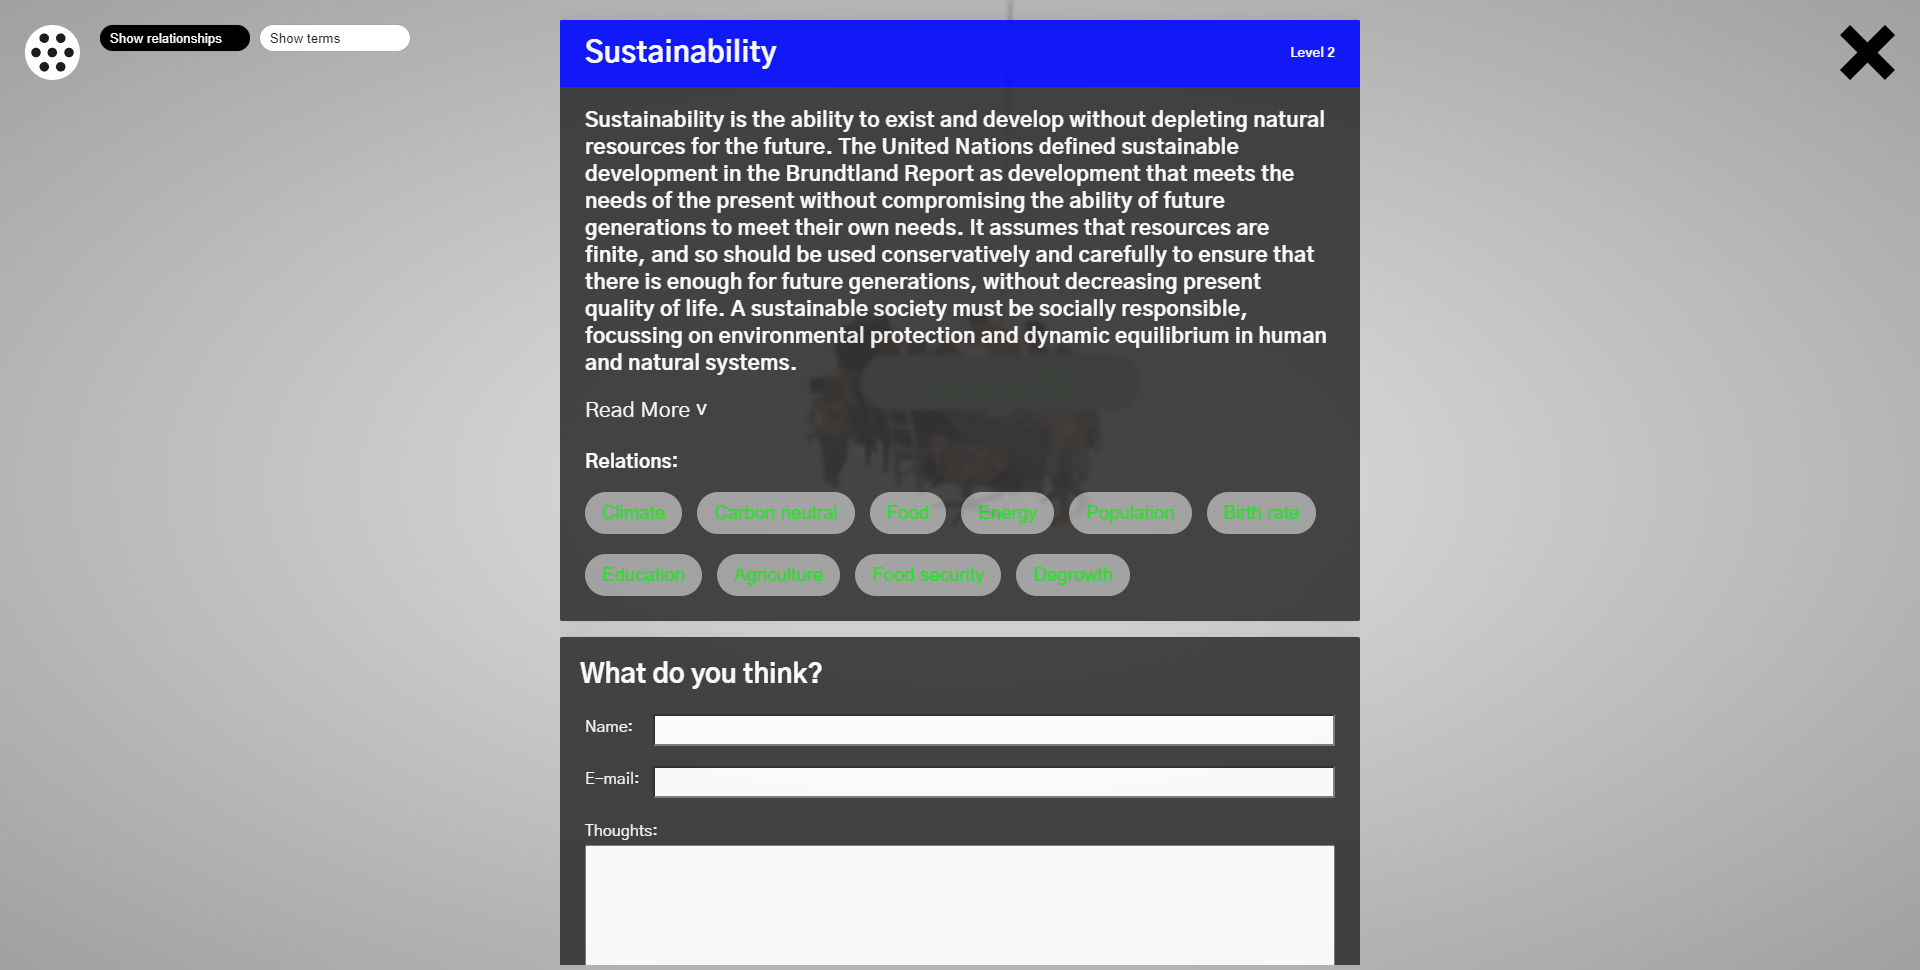 Show relationships
Show terms
Sustainability
Level 2
Sustainability is the ability to exist and develop without depleting natural
resources for the future. The United Nations defined sustainable
development in the Brundtland Report as development that meets the
needs of the present without compromising the ability of future
generations to meet their own needs. It assumes that resources are
finite, and so should be used conservatively and carefully to ensure that
there is enough for future generations, without decreasing present
quality of life. A sustainable society must be socially responsible,
focussing on environmental protection and dynamic equilibrium in human
and natural systems.
Read More v
Relations:
Climate Carbon neutral Food Energy Population Birth rate
Education Agriculture Food security Degrowth
What do you think?
Name:
E-mail:
Thoughts: